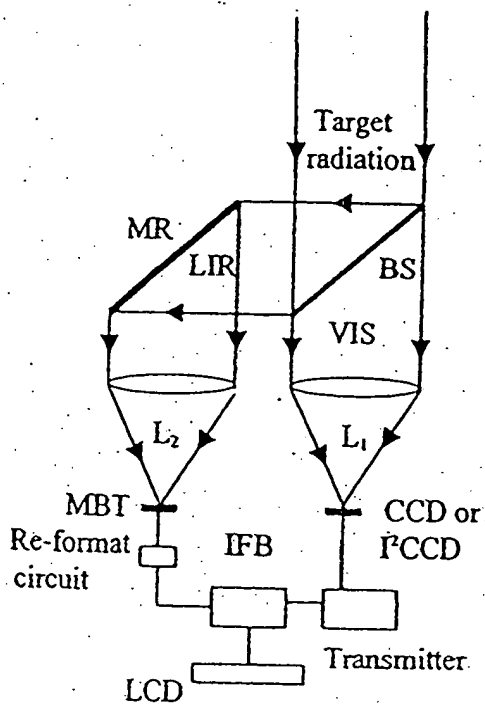 Target
radiation
MR
LIR
BS
VIS
L₂
L₁
MBT
CCD or
I²CCD
Re-format
circuit
IFB
Transmitter
LCD